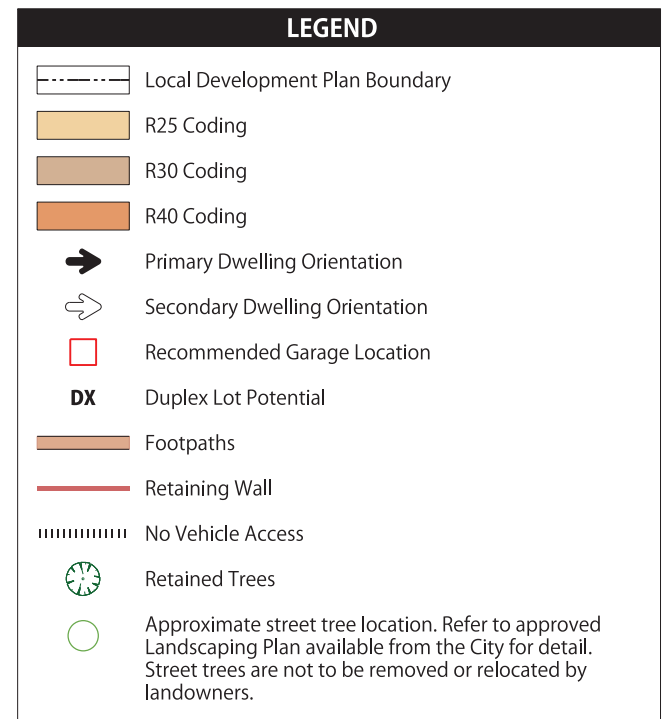 LEGEND
Local Development Plan Boundary
R25 Coding
R30 Coding
R40 Coding
Primary Dwelling Orientation
Secondary Dwelling Orientation
Recommended Garage Location
DX Duplex Lot Potential
Footpaths
Retaining Wall
No Vehicle Access
Retained Trees
Approximate street tree location. Refer to approved
Landscaping Plan available from the City for detail.
Street trees are not to be removed or relocated by
landowners.